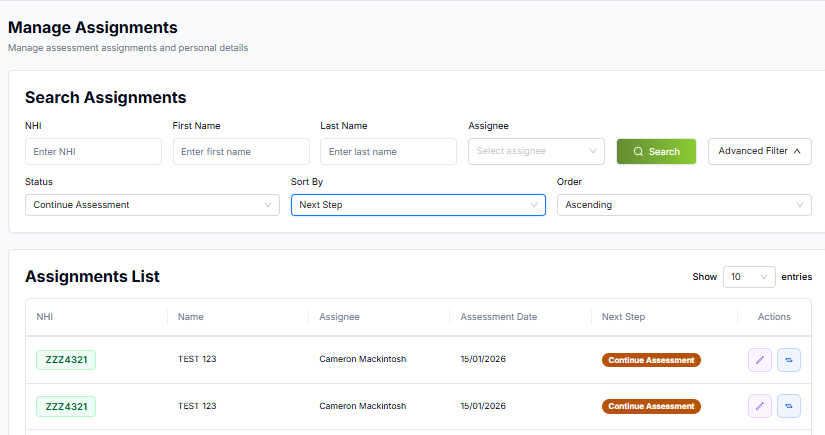 Manage Assignments
Manage assessment assignments and personal details
Search Assignments
NHI First Name Last Name Assignee
Enter NHI Enter first name Enter last name Select assignee Search Advanced Filter
Status Sort By Order
Continue Assessment Next Step Ascending
Assignments List Show 10 entries
NHI Name Assignee Assessment Date Next Step Actions
ZZZ4321 TEST 123 Cameron Mackintosh 15/01/2026 Continue Assessment
ZZZ4321 TEST 123 Cameron Mackintosh 15/01/2026 Continue Assessment